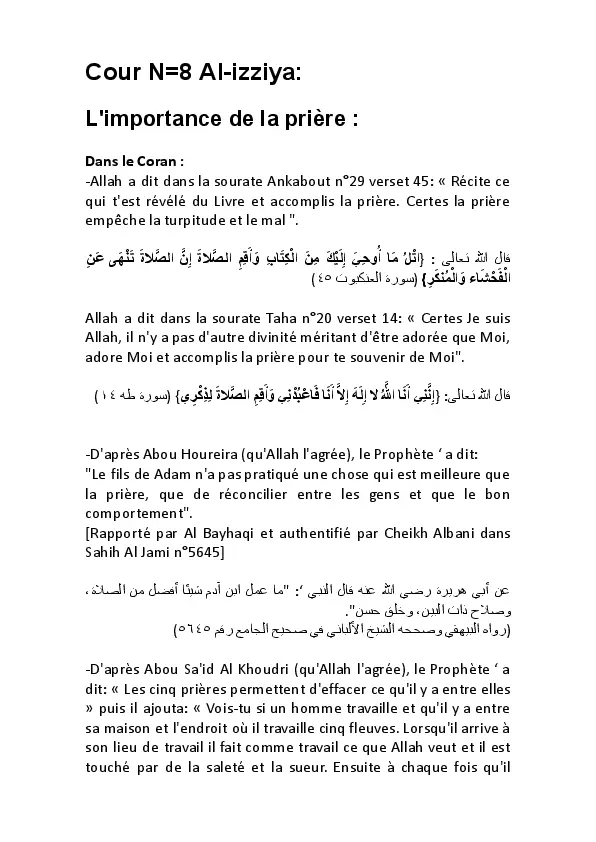 Cour N=8 Al-izziya:
L'importance de la prière :
Dans le Coran :
-Allah a dit dans la sourate Ankabout n°29 verset 45: « Récite ce
qui t'est révélé du Livre et accomplis la prière. Certes la prière
empêche la turpitude et le mal ".
قال الله تعالى : {اتْلُ مَا أُوحِيَ إِلَيْكَ مِنَ الْكِتَابِ وَأَقِمِ الصَّلاةَ إِنَّ الصَّلاةَ تَنْهَى عَنِ
الْفَحْشَاء وَالْمُنكَرِ} (سورة العنكبوت ٤٥)
Allah a dit dans la sourate Taha n°20 verset 14: « Certes Je suis
Allah, il n'y a pas d'autre divinité méritant d'être adorée que Moi,
adore Moi et accomplis la prière pour te souvenir de Moi".
قال الله تعالى: {إِنَّنِي أَنَا اللَّهُ لا إِلَهَ إِلاَّ أَنَا فَاعْبُدْنِي وَأَقِمِ الصَّلاةَ لِذِكْرِي} (سورة طه ١٤)
-D'après Abou Houreira (qu'Allah l'agrée), le Prophète ‘ a dit:
"Le fils de Adam n'a pas pratiqué une chose qui est meilleure que
la prière, que de réconcilier entre les gens et que le bon
comportement".
[Rapporté par Al Bayhaqi et authentifié par Cheikh Albani dans
Sahih Al Jami n°5645]
عن أبي هريرة رضي الله عنه قال النبي ‘: "ما عمل ابن آدم شيئا أفضل من الصلاة،
وصلاح ذات البين، وخلق حسن".
(رواه البيهقي وصححه الشيخ الألباني في صحيح الجامع رقم ٥٦٤٥)
-D'après Abou Sa'id Al Khoudri (qu'Allah l'agrée), le Prophète ‘ a
dit: « Les cinq prières permettent d'effacer ce qu'il y a entre elles
» puis il ajouta: « Vois-tu si un homme travaille et qu'il y a entre
sa maison et l'endroit où il travaille cinq fleuves. Lorsqu'il arrive à
son lieu de travail il fait comme travail ce que Allah veut et il est
touché par de la saleté et la sueur. Ensuite à chaque fois qu'il